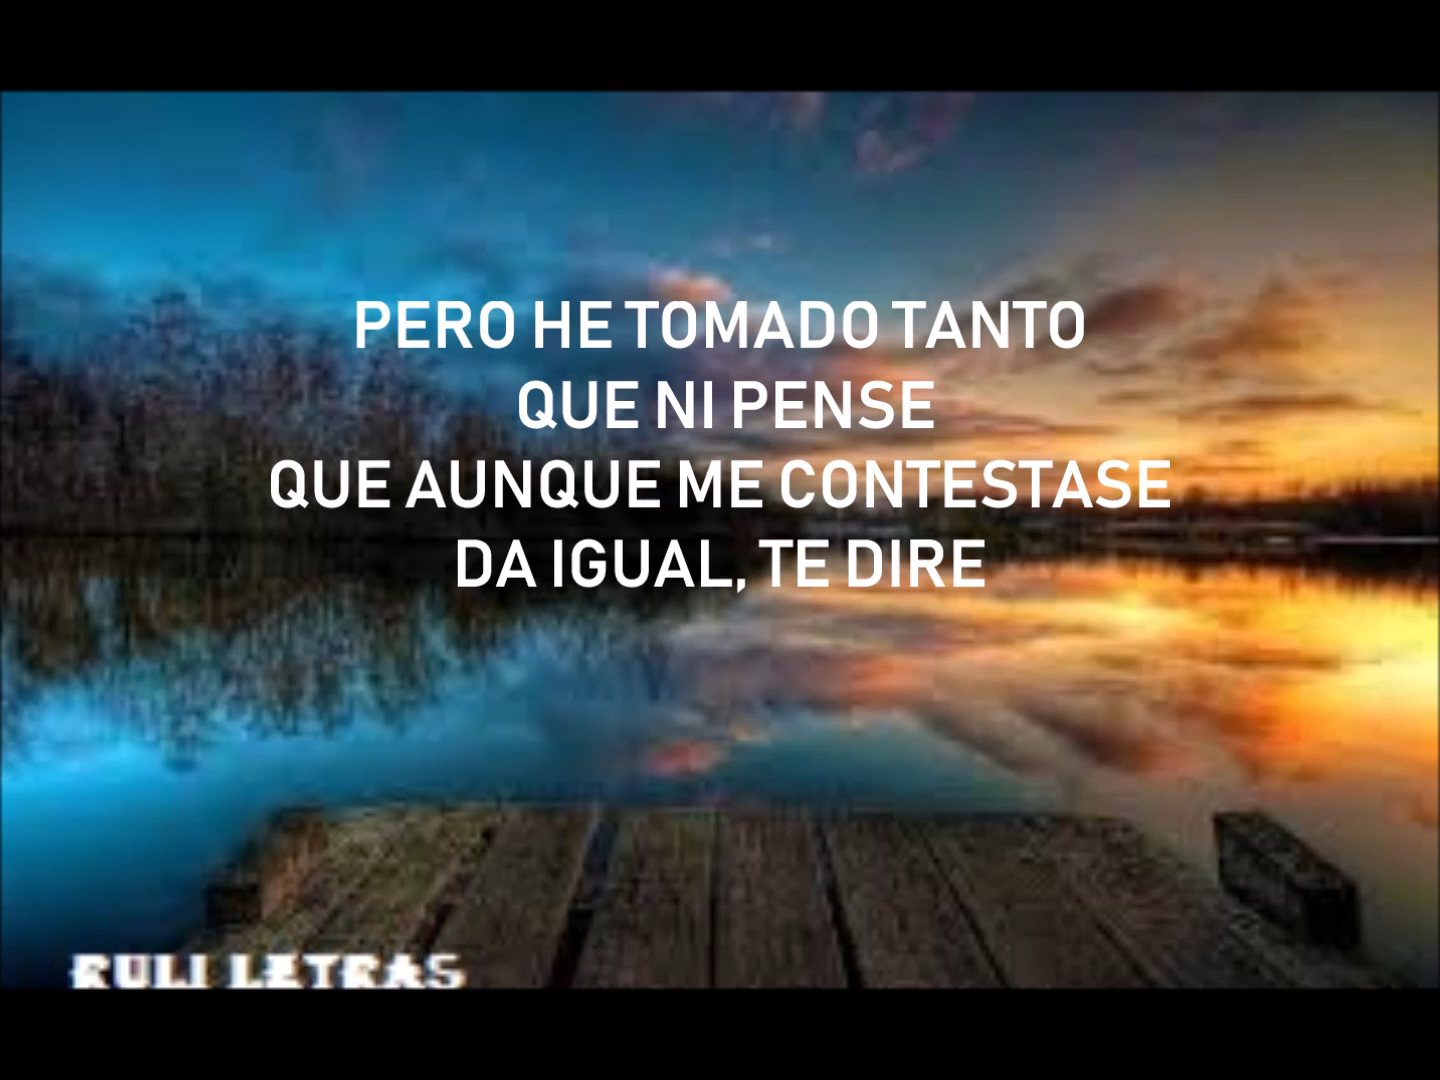 PERO HE TOMADO TANTO
QUE NI PENSE
QUE AUNQUE ME CONTESTASE
DA IGUAL, TE DIRE
RULI LETRAS